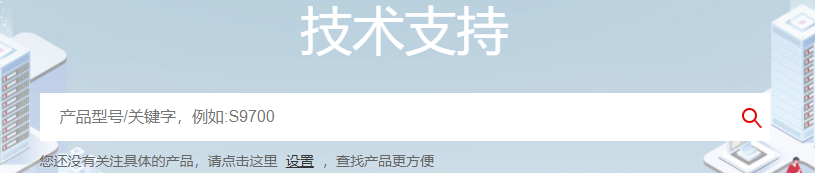 技术支持
产品型号/关键字，例如:S9700
您还没有关注具体的产品，请点击这里 设置 ，查找产品更方便